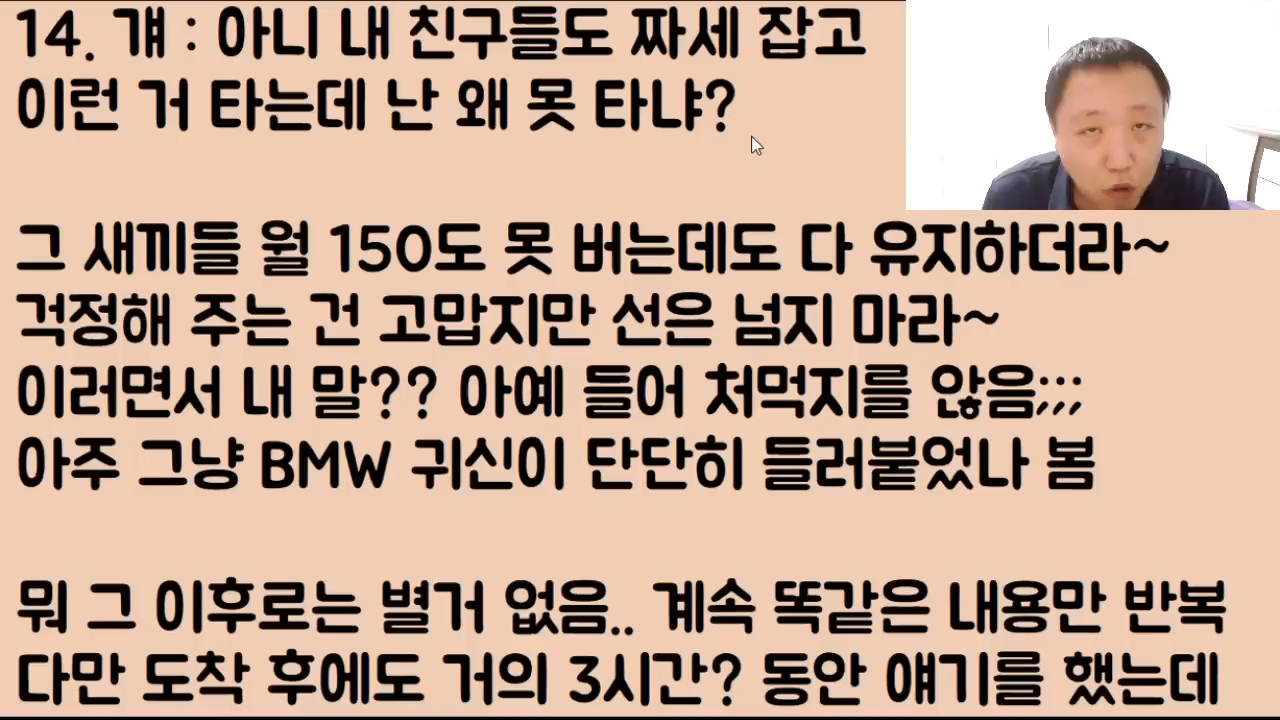 14. 걔 : 아니 내 친구들도 짜세 잡고
이런 거 타는데 난 왜 못 타냐?
그 새끼들 월 150도 못 버는데도 다 유지하더라~
걱정해 주는 건 고맙지만 선은 넘지 마라~
이러면서 내 말?? 아예 들어 처먹지를 않음;;;
아주 그냥 BMW 귀신이 단단히 들러붙었나 봄
뭐 그 이후로는 별거 없음.. 계속 똑같은 내용만 반복
다만 도착 후에도 거의 3시간? 동안 얘기를 했는데